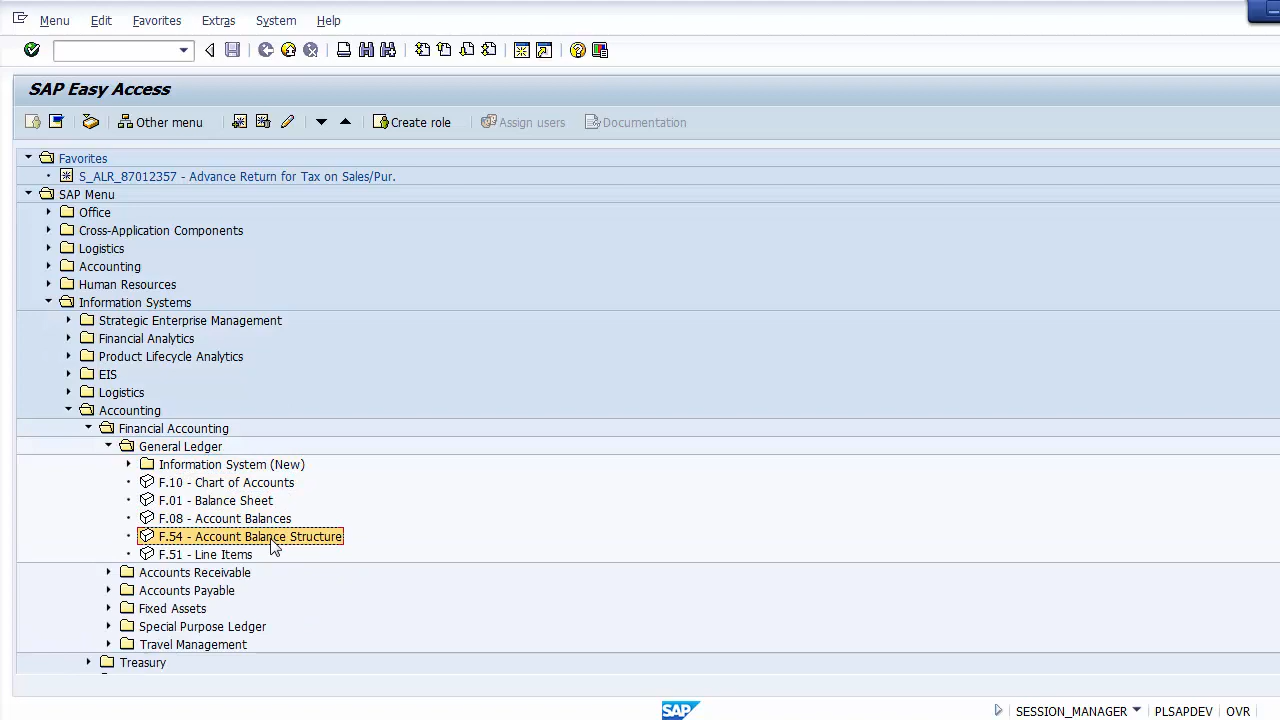 Menu Edit Favorites Extras System Help
SAP Easy Access
Other menu Create role Assign users Documentation
Favorites
S_ALR_87012357 - Advance Return for Tax on Sales/Pur.
SAP Menu
Office
Cross-Application Components
Logistics
Accounting
Human Resources
Information Systems
Strategic Enterprise Management
Financial Analytics
Product Lifecycle Analytics
EIS
Logistics
Accounting
Financial Accounting
General Ledger
Information System (New)
F.10 - Chart of Accounts
F.01 - Balance Sheet
F.08 - Account Balances
F.54 - Account Balance Structure
F.51 - Line Items
Accounts Receivable
Accounts Payable
Fixed Assets
Special Purpose Ledger
Travel Management
Treasury
SAP SESSION_MANAGER PLSAPDEV OVR